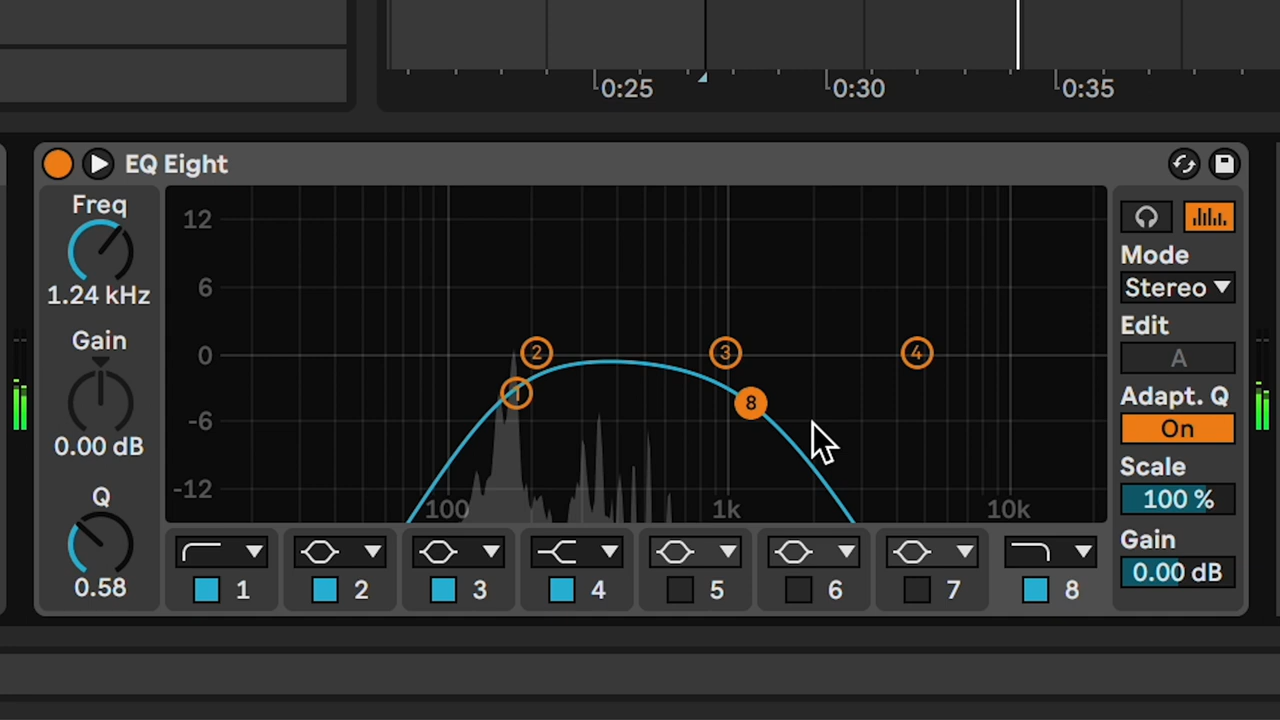 0:25 0:30 0:35
EQ Eight
Freq
1.24 kHz
Gain
0.00 dB
Q
0.58
12
6
0
-6
-12
100 1k 10k
1
2
3
4
8
1 2 3 4 5 6 7 8
Mode
Stereo
Edit
A
Adapt. Q
On
Scale
100 %
Gain
0.00 dB